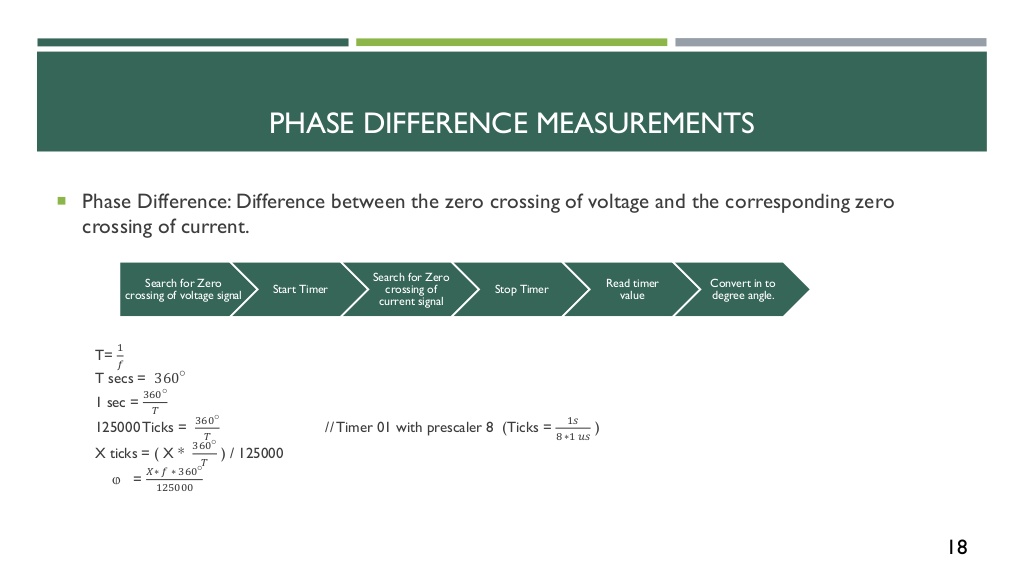 PHASE DIFFERENCE MEASUREMENTS
Phase Difference: Difference between the zero crossing of voltage and the corresponding zero
crossing of current.
Search for Zero
crossing of voltage signal
Start Timer
Search for Zero
crossing of
current signal
Stop Timer
Read timer
value
Convert in to
degree angle.
T= 1/f
T secs = 360°
1 sec = 360°/T
125000Ticks = 360°/T //Timer 01 with prescaler 8 (Ticks = 1s/8*1 us )
X ticks = ( X * 360°/T ) / 125000
φ = X*f *360°/125000
18